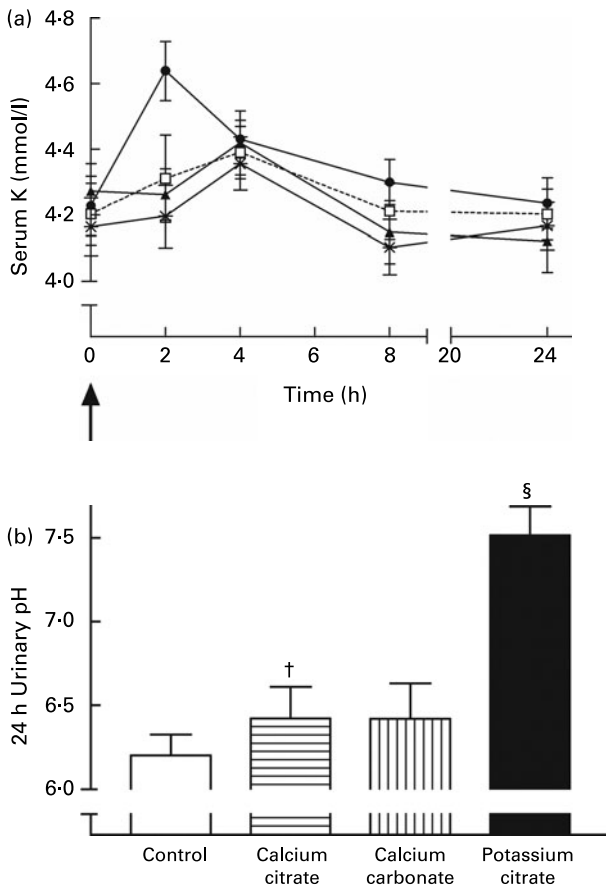 (a)
4·8
4·6
4·4
4·2
4·0
Serum K (mmol/l)
0 2 4 6 8 20 24
Time (h)
(b)
7·5
7·0
6·5
6·0
24 h Urinary pH
† §
Control Calcium citrate Calcium carbonate Potassium citrate